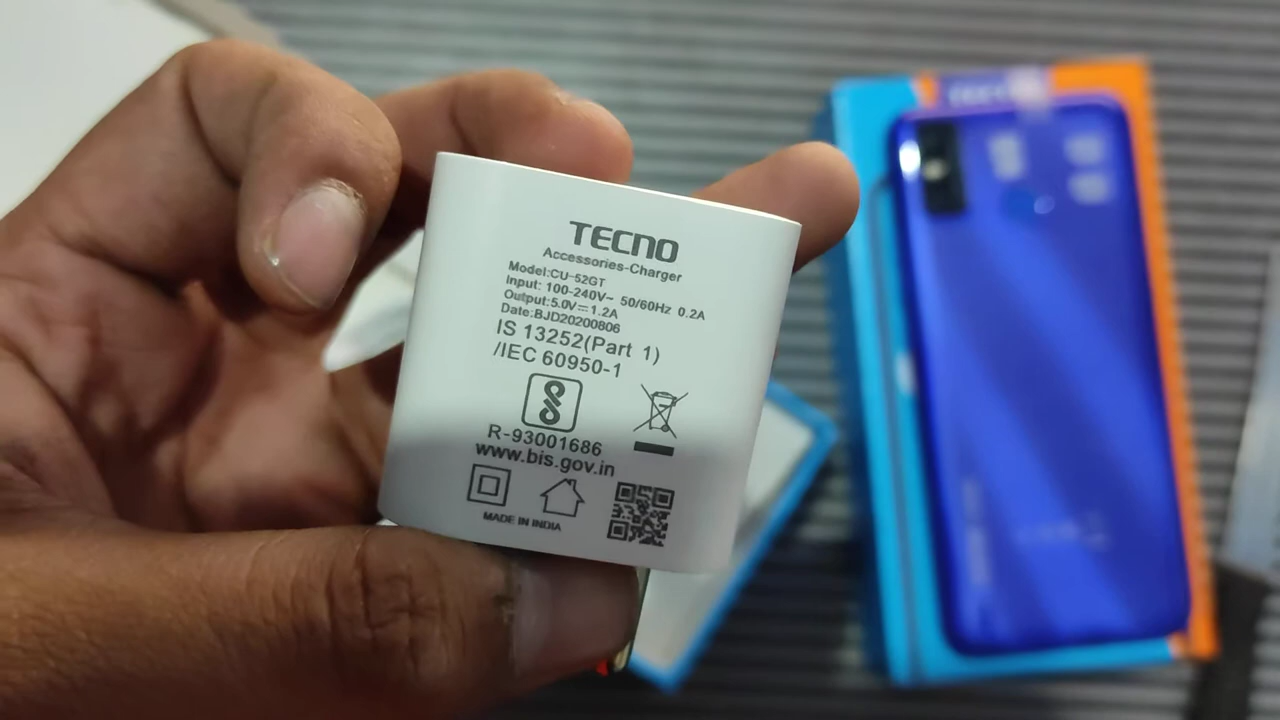 TECNO
Accessories-Charger
Model:CU-52GT
Input: 100-240V~ 50/60Hz 0.2A
Output:5.0V⎓1.2A
Date:BJD20200806
IS 13252(Part 1)
/IEC 60950-1
R-93001686
www.bis.gov.in
MADE IN INDIA